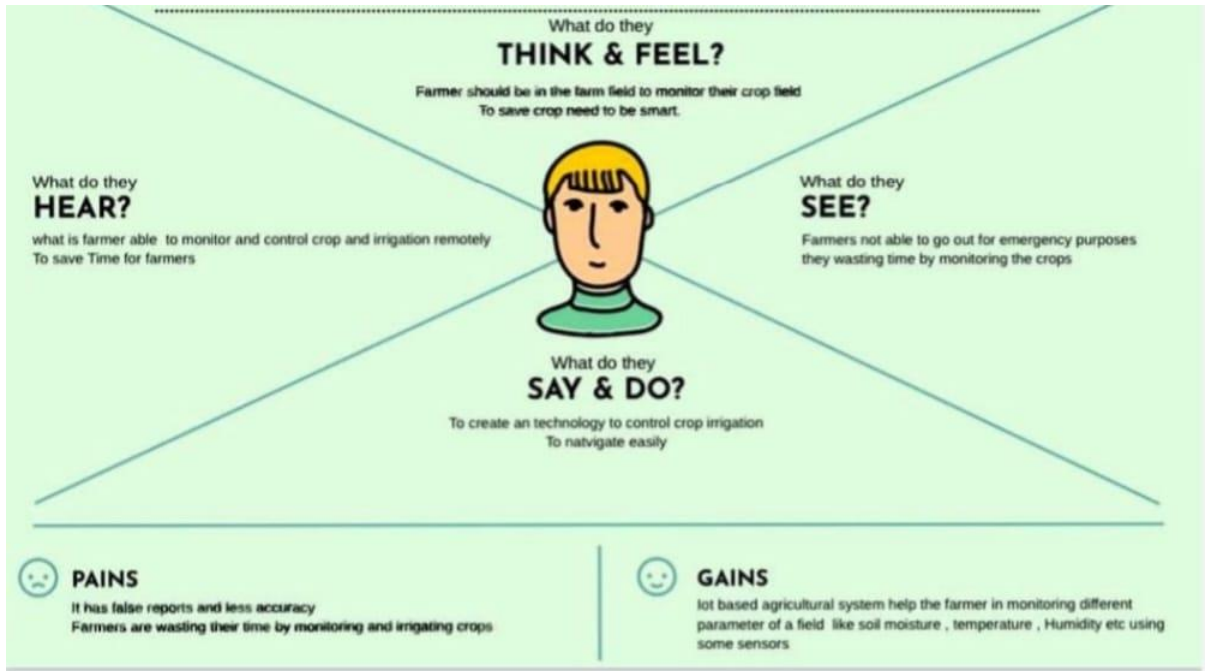 What do they
THINK & FEEL?
Farmer should be in the farm field to monitor their crop field
To save crop need to be smart.
What do they
HEAR?
what is farmer able to monitor and control crop and irrigation remotely
To save Time for farmers
What do they
SEE?
Farmers not able to go out for emergency purposes
they wasting time by monitoring the crops
What do they
SAY & DO?
To create an technology to control crop irrigation
To natvigate easily
PAINS
It has false reports and less accuracy
Farmers are wasting their time by monitoring and irrigating crops
GAINS
Iot based agricultural system help the farmer in monitoring different
parameter of a field like soil moisture , temperature , Humidity etc using
some sensors